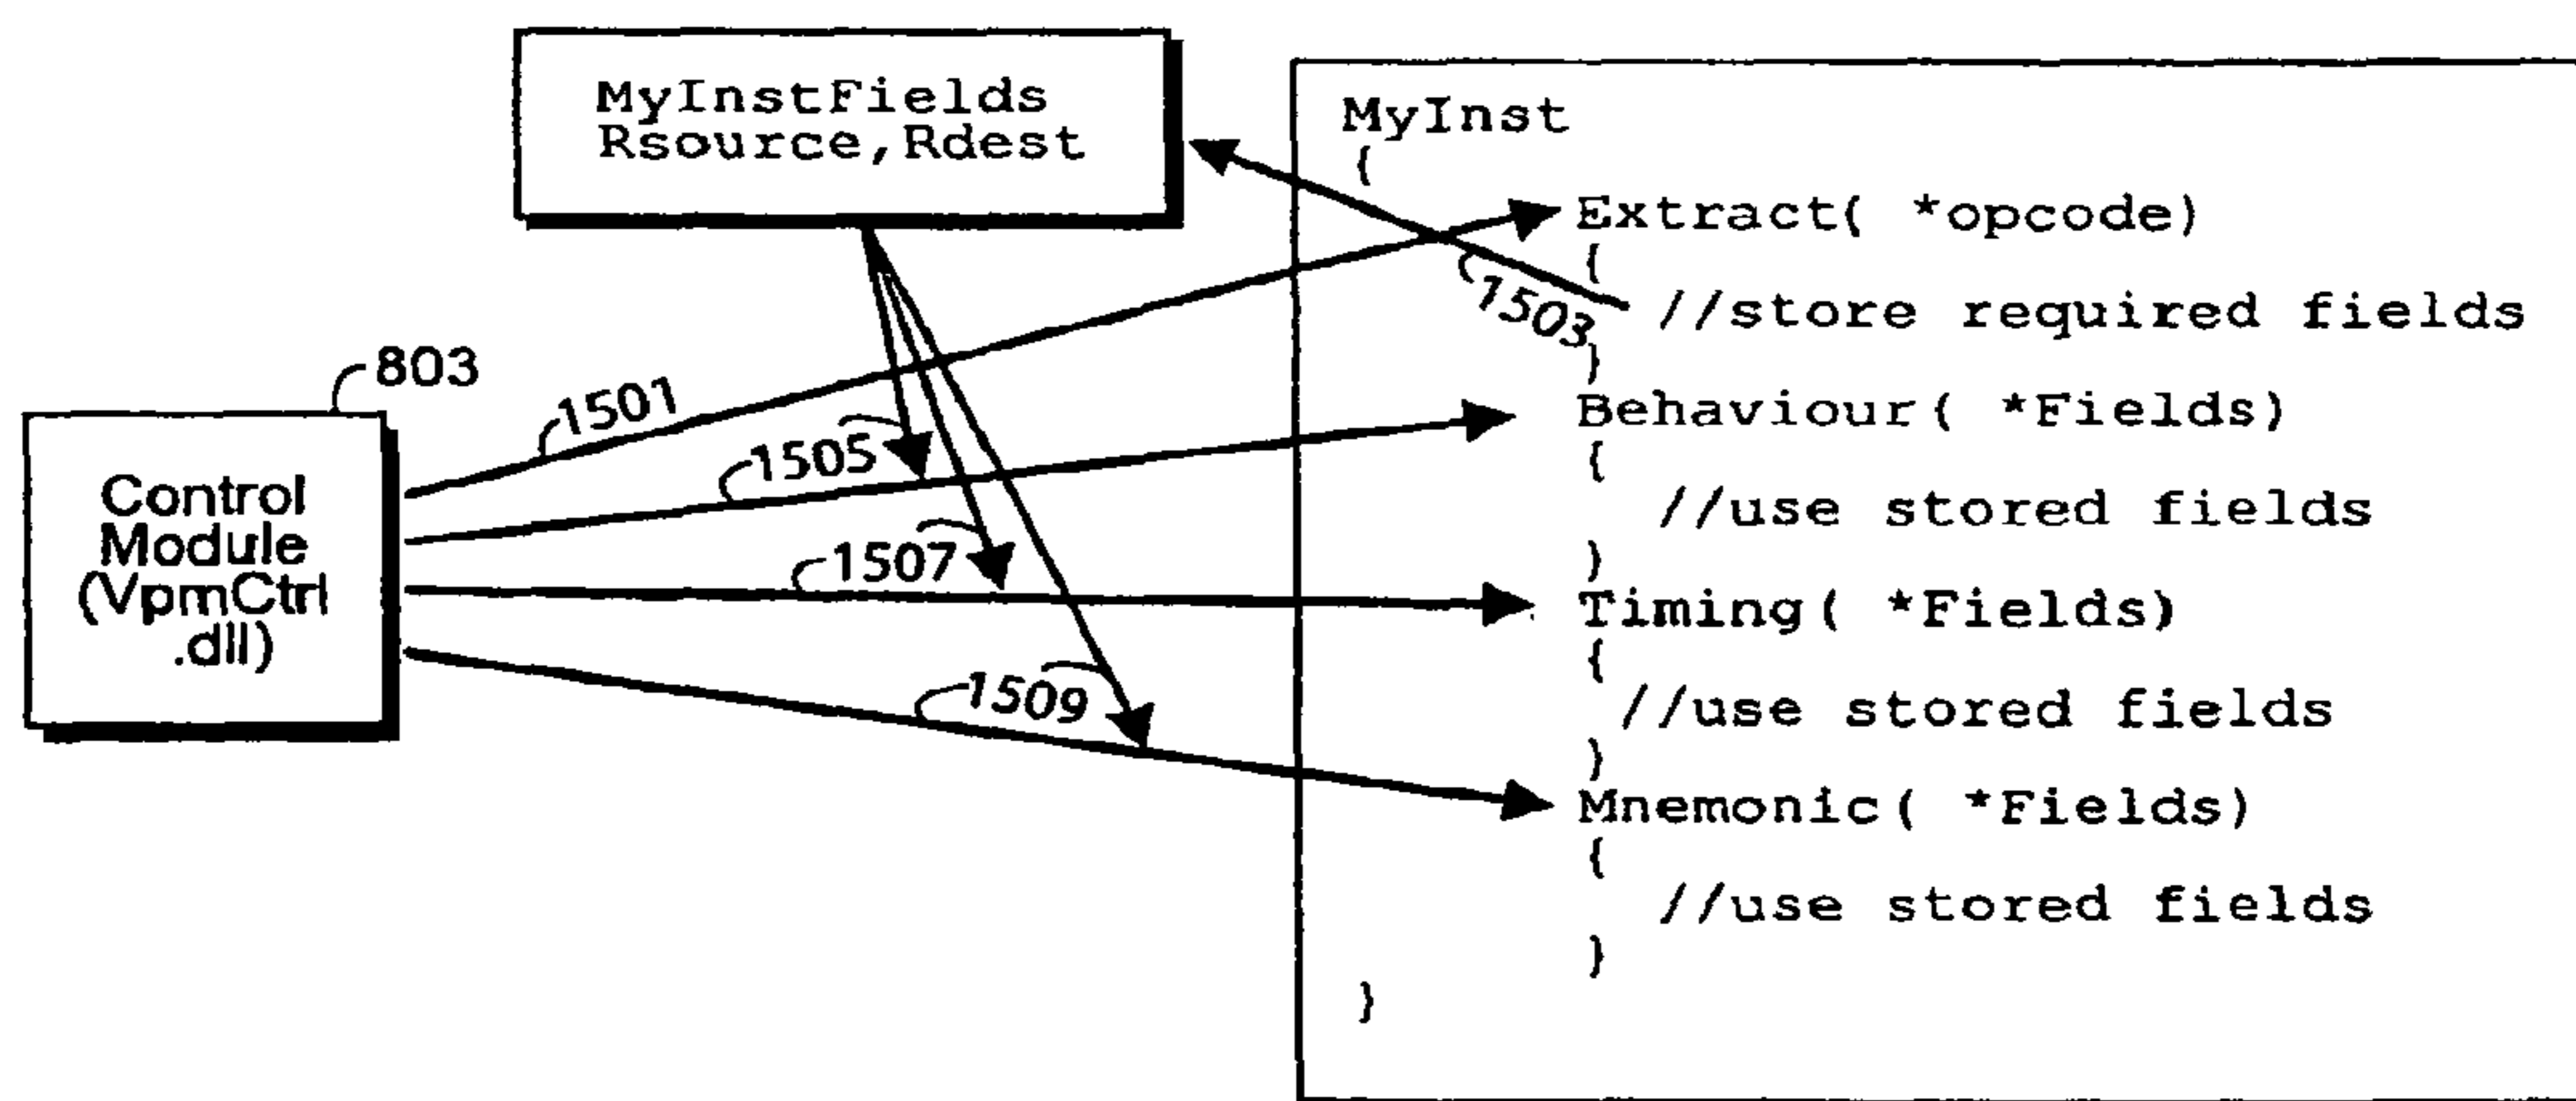 MyInstFields
Rsource,Rdest
803
Control
Module
(VpmCtrl
.dll)
1501
1503
1505
1507
1509
MyInst
{
Extract( *opcode)
{
//store required fields
}
Behaviour( *Fields)
{
//use stored fields
}
Timing( *Fields)
{
//use stored fields
}
Mnemonic( *Fields)
{
//use stored fields
}
}